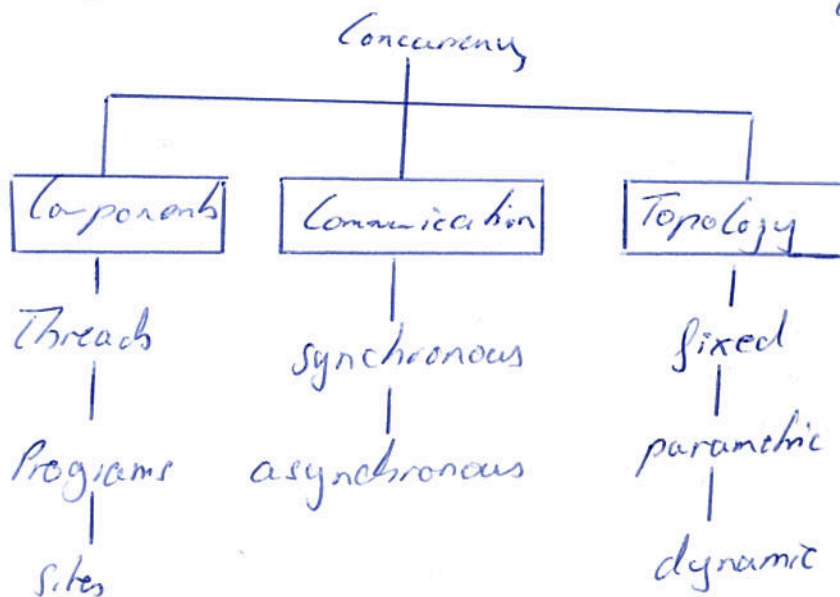 Concurrency
Components Communication Topology
Threads synchronous fixed
Programs asynchronous parametric
Sites dynamic